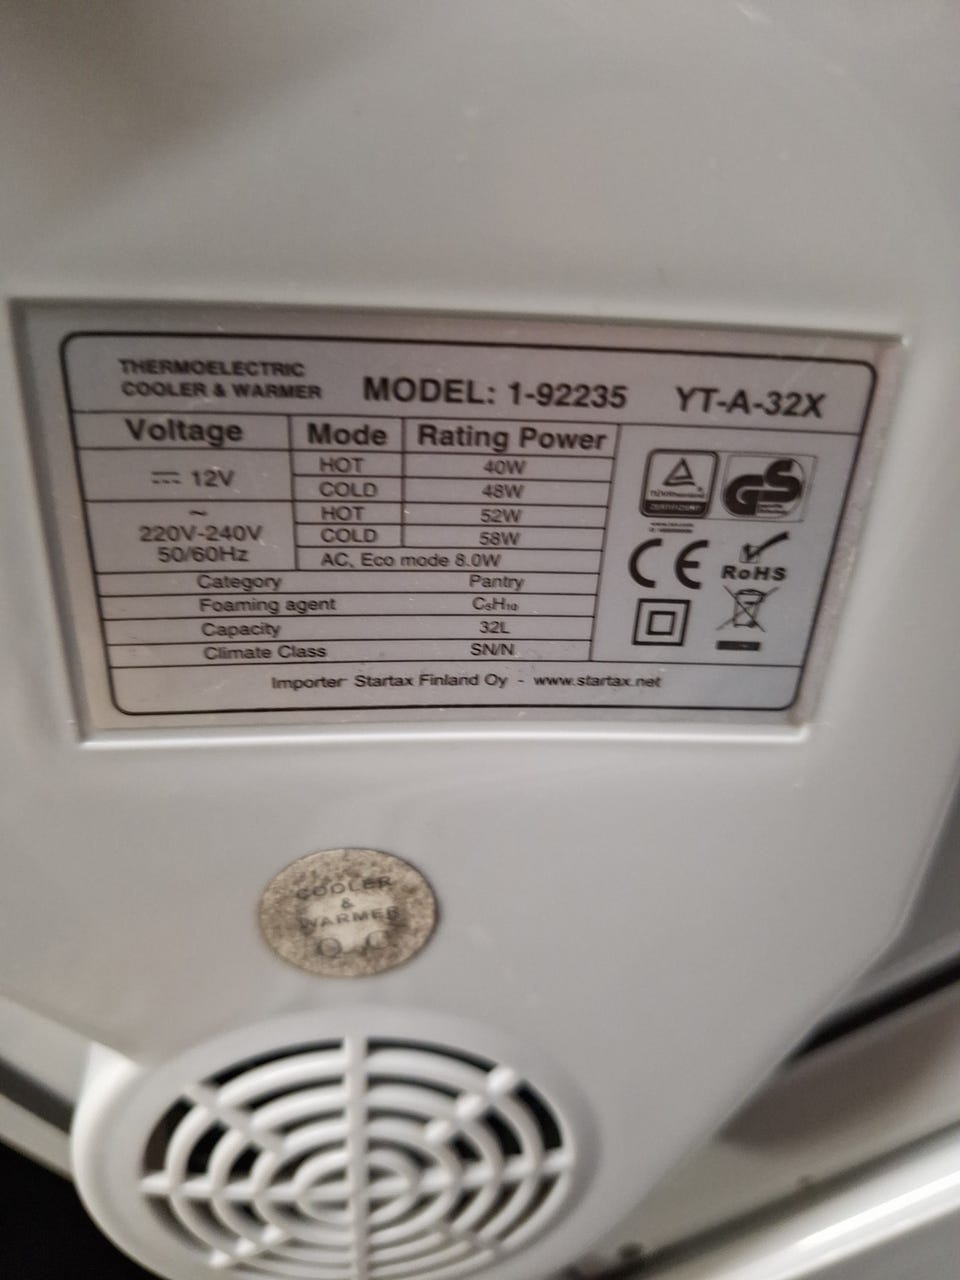 THERMOELECTRIC
COOLER & WARMER
MODEL: 1-92235 YT-A-32X
Voltage Mode Rating Power
⎓ 12V
HOT 40W
COLD 48W
~
220V-240V
50/60Hz
HOT 52W
COLD 58W
AC, Eco mode 8.0W
Category Pantry
Foaming agent C₅H₁₀
Capacity 32L
Climate Class SN/N
TÜVRheinland
CERTIFIZIERT
GS
CE
RoHS
Importer Startax Finland Oy - www.startax.net
COOLER
&
WARMER